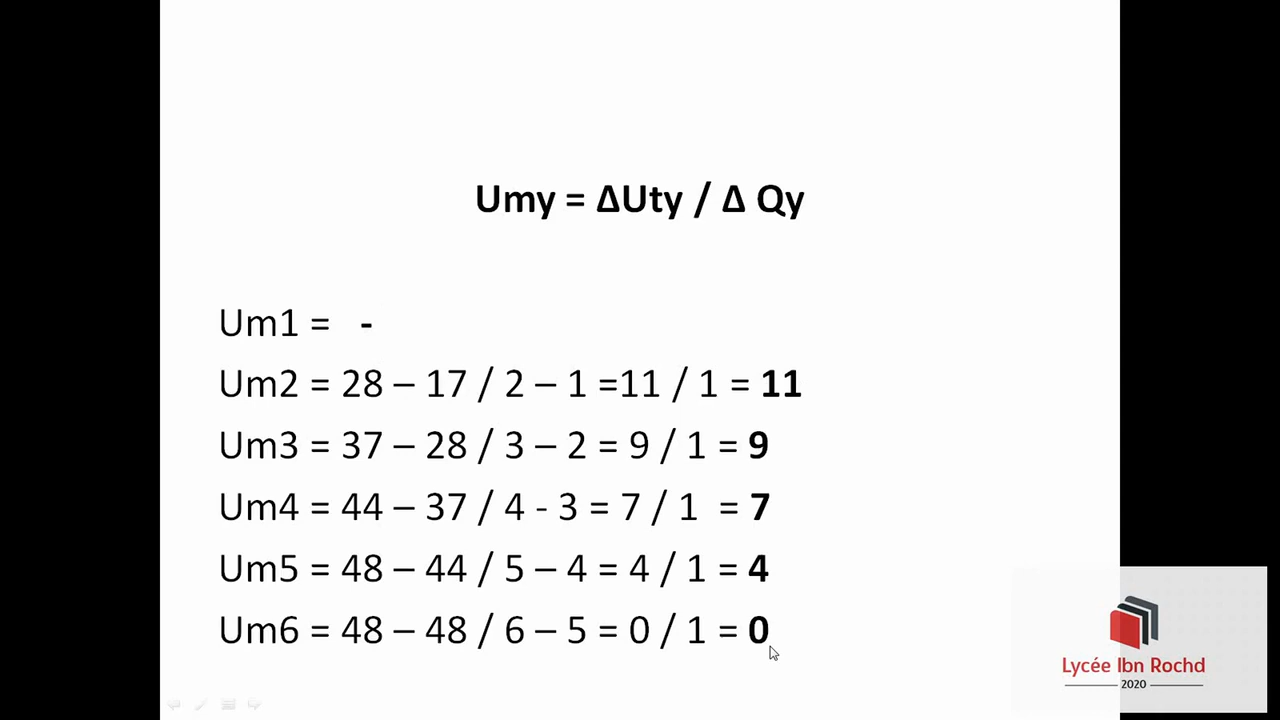 Umy = ΔUty / Δ Qy
Um1 = -
Um2 = 28 – 17 / 2 – 1 =11 / 1 = 11
Um3 = 37 – 28 / 3 – 2 = 9 / 1 = 9
Um4 = 44 – 37 / 4 - 3 = 7 / 1 = 7
Um5 = 48 – 44 / 5 – 4 = 4 / 1 = 4
Um6 = 48 – 48 / 6 – 5 = 0 / 1 = 0
Lycée Ibn Rochd
2020